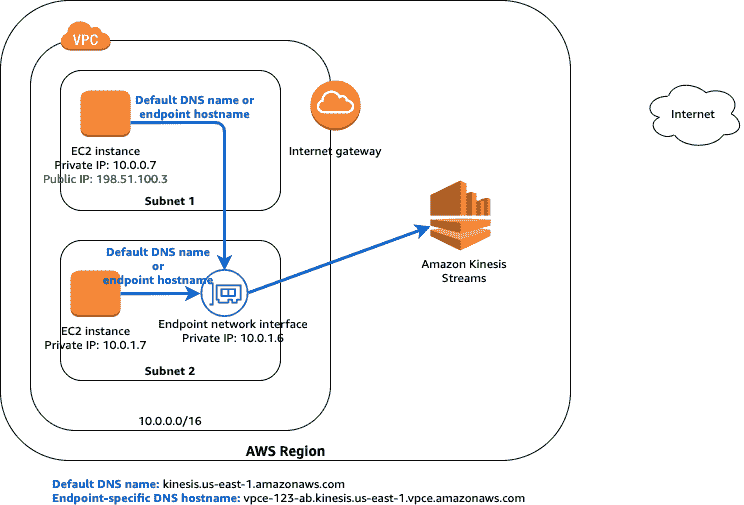 VPC
Default DNS name or
endpoint hostname
EC2 instance
Private IP: 10.0.0.7
Public IP: 198.51.100.3
Subnet 1
Internet gateway
Internet
Default DNS name
or
endpoint hostname
EC2 instance
Private IP: 10.0.1.7
Endpoint network interface
Private IP: 10.0.1.6
Subnet 2
Amazon Kinesis
Streams
10.0.0.0/16
AWS Region
Default DNS name: kinesis.us-east-1.amazonaws.com
Endpoint-specific DNS hostname: vpce-123-ab.kinesis.us-east-1.vpce.amazonaws.com